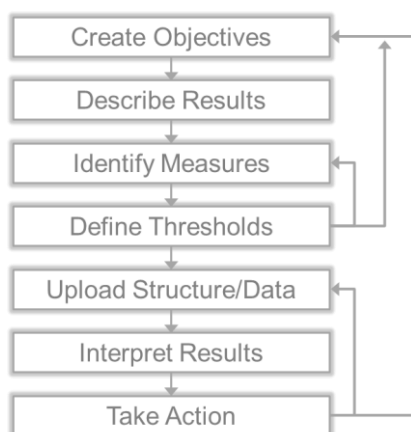 Create Objectives
Describe Results
Identify Measures
Define Thresholds
Upload Structure/Data
Interpret Results
Take Action